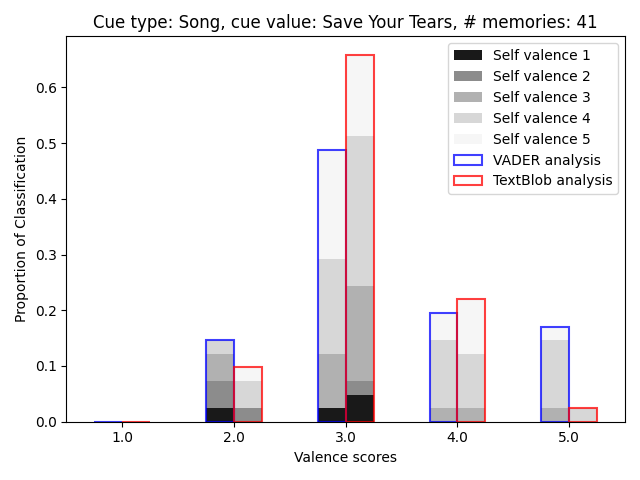 Cue type: Song, cue value: Save Your Tears, # memories: 41
Self valence 1
Self valence 2
Self valence 3
Self valence 4
Self valence 5
VADER analysis
TextBlob analysis
Proportion of Classification
0.6
0.5
0.4
0.3
0.2
0.1
0.0
1.0 2.0 3.0 4.0 5.0
Valence scores